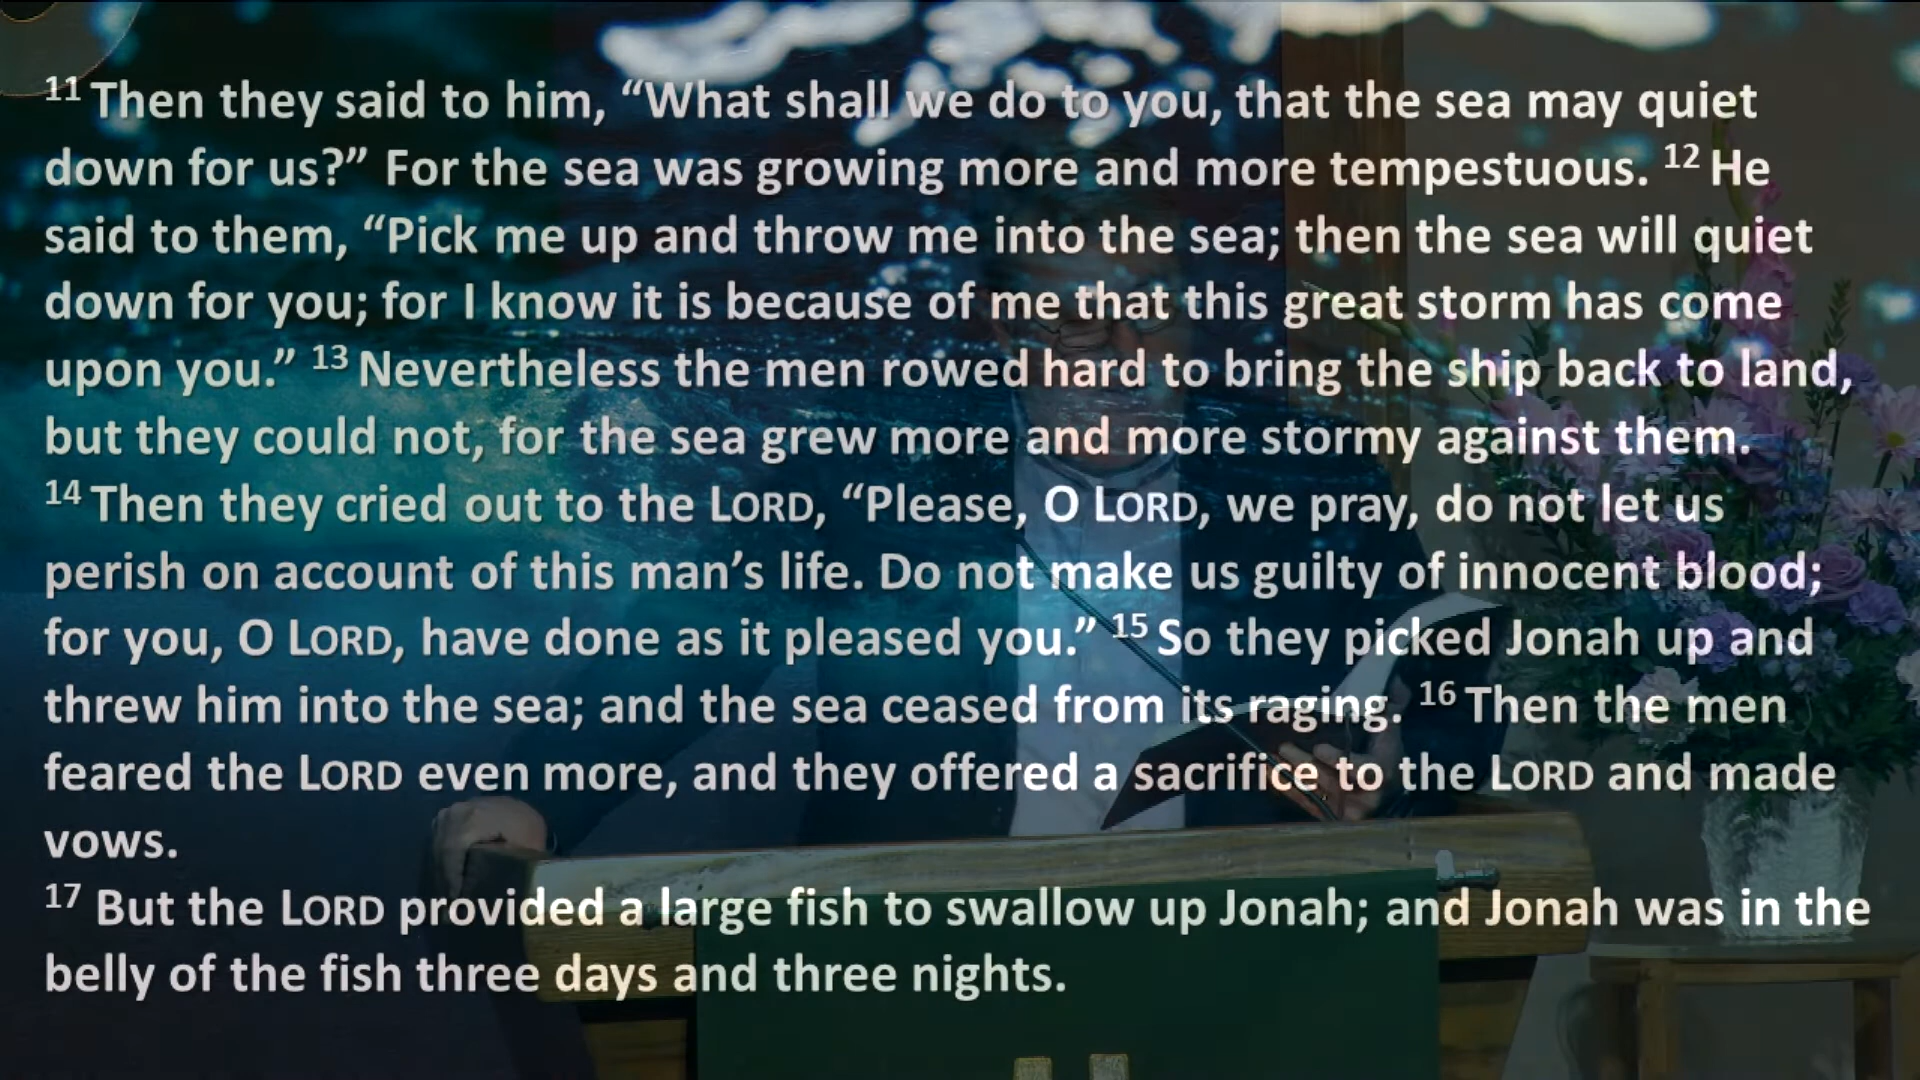 11 Then they said to him, “What shall we do to you, that the sea may quiet
down for us?” For the sea was growing more and more tempestuous. 12 He
said to them, “Pick me up and throw me into the sea; then the sea will quiet
down for you; for I know it is because of me that this great storm has come
upon you.” 13 Nevertheless the men rowed hard to bring the ship back to land,
but they could not, for the sea grew more and more stormy against them.
14 Then they cried out to the LORD, “Please, O LORD, we pray, do not let us
perish on account of this man’s life. Do not make us guilty of innocent blood;
for you, O LORD, have done as it pleased you.” 15 So they picked Jonah up and
threw him into the sea; and the sea ceased from its raging. 16 Then the men
feared the LORD even more, and they offered a sacrifice to the LORD and made
vows.
17 But the LORD provided a large fish to swallow up Jonah; and Jonah was in the
belly of the fish three days and three nights.